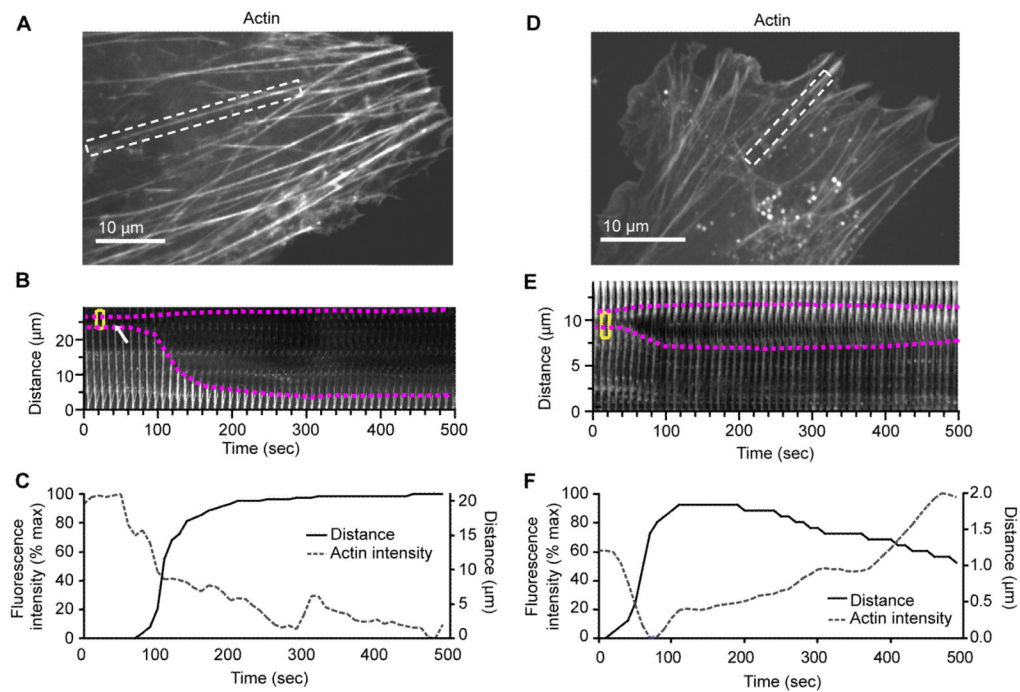 A
Actin
10 µm
B
Distance (µm)
20
10
0
0
100
200
300
400
500
Time (sec)
C
Fluorescence
intensity (% max)
100
80
60
40
20
0
Distance
Actin intensity
20
15
10
5
0
Distance (µm)
0
100
200
300
400
500
Time (sec)
D
Actin
10 µm
E
Distance (µm)
10
5
0
0
100
200
300
400
500
Time (sec)
F
Fluorescence
intensity (% max)
100
80
60
40
20
0
Distance
Actin intensity
2.0
1.5
1.0
0.5
0.0
Distance (µm)
0
100
200
300
400
500
Time (sec)